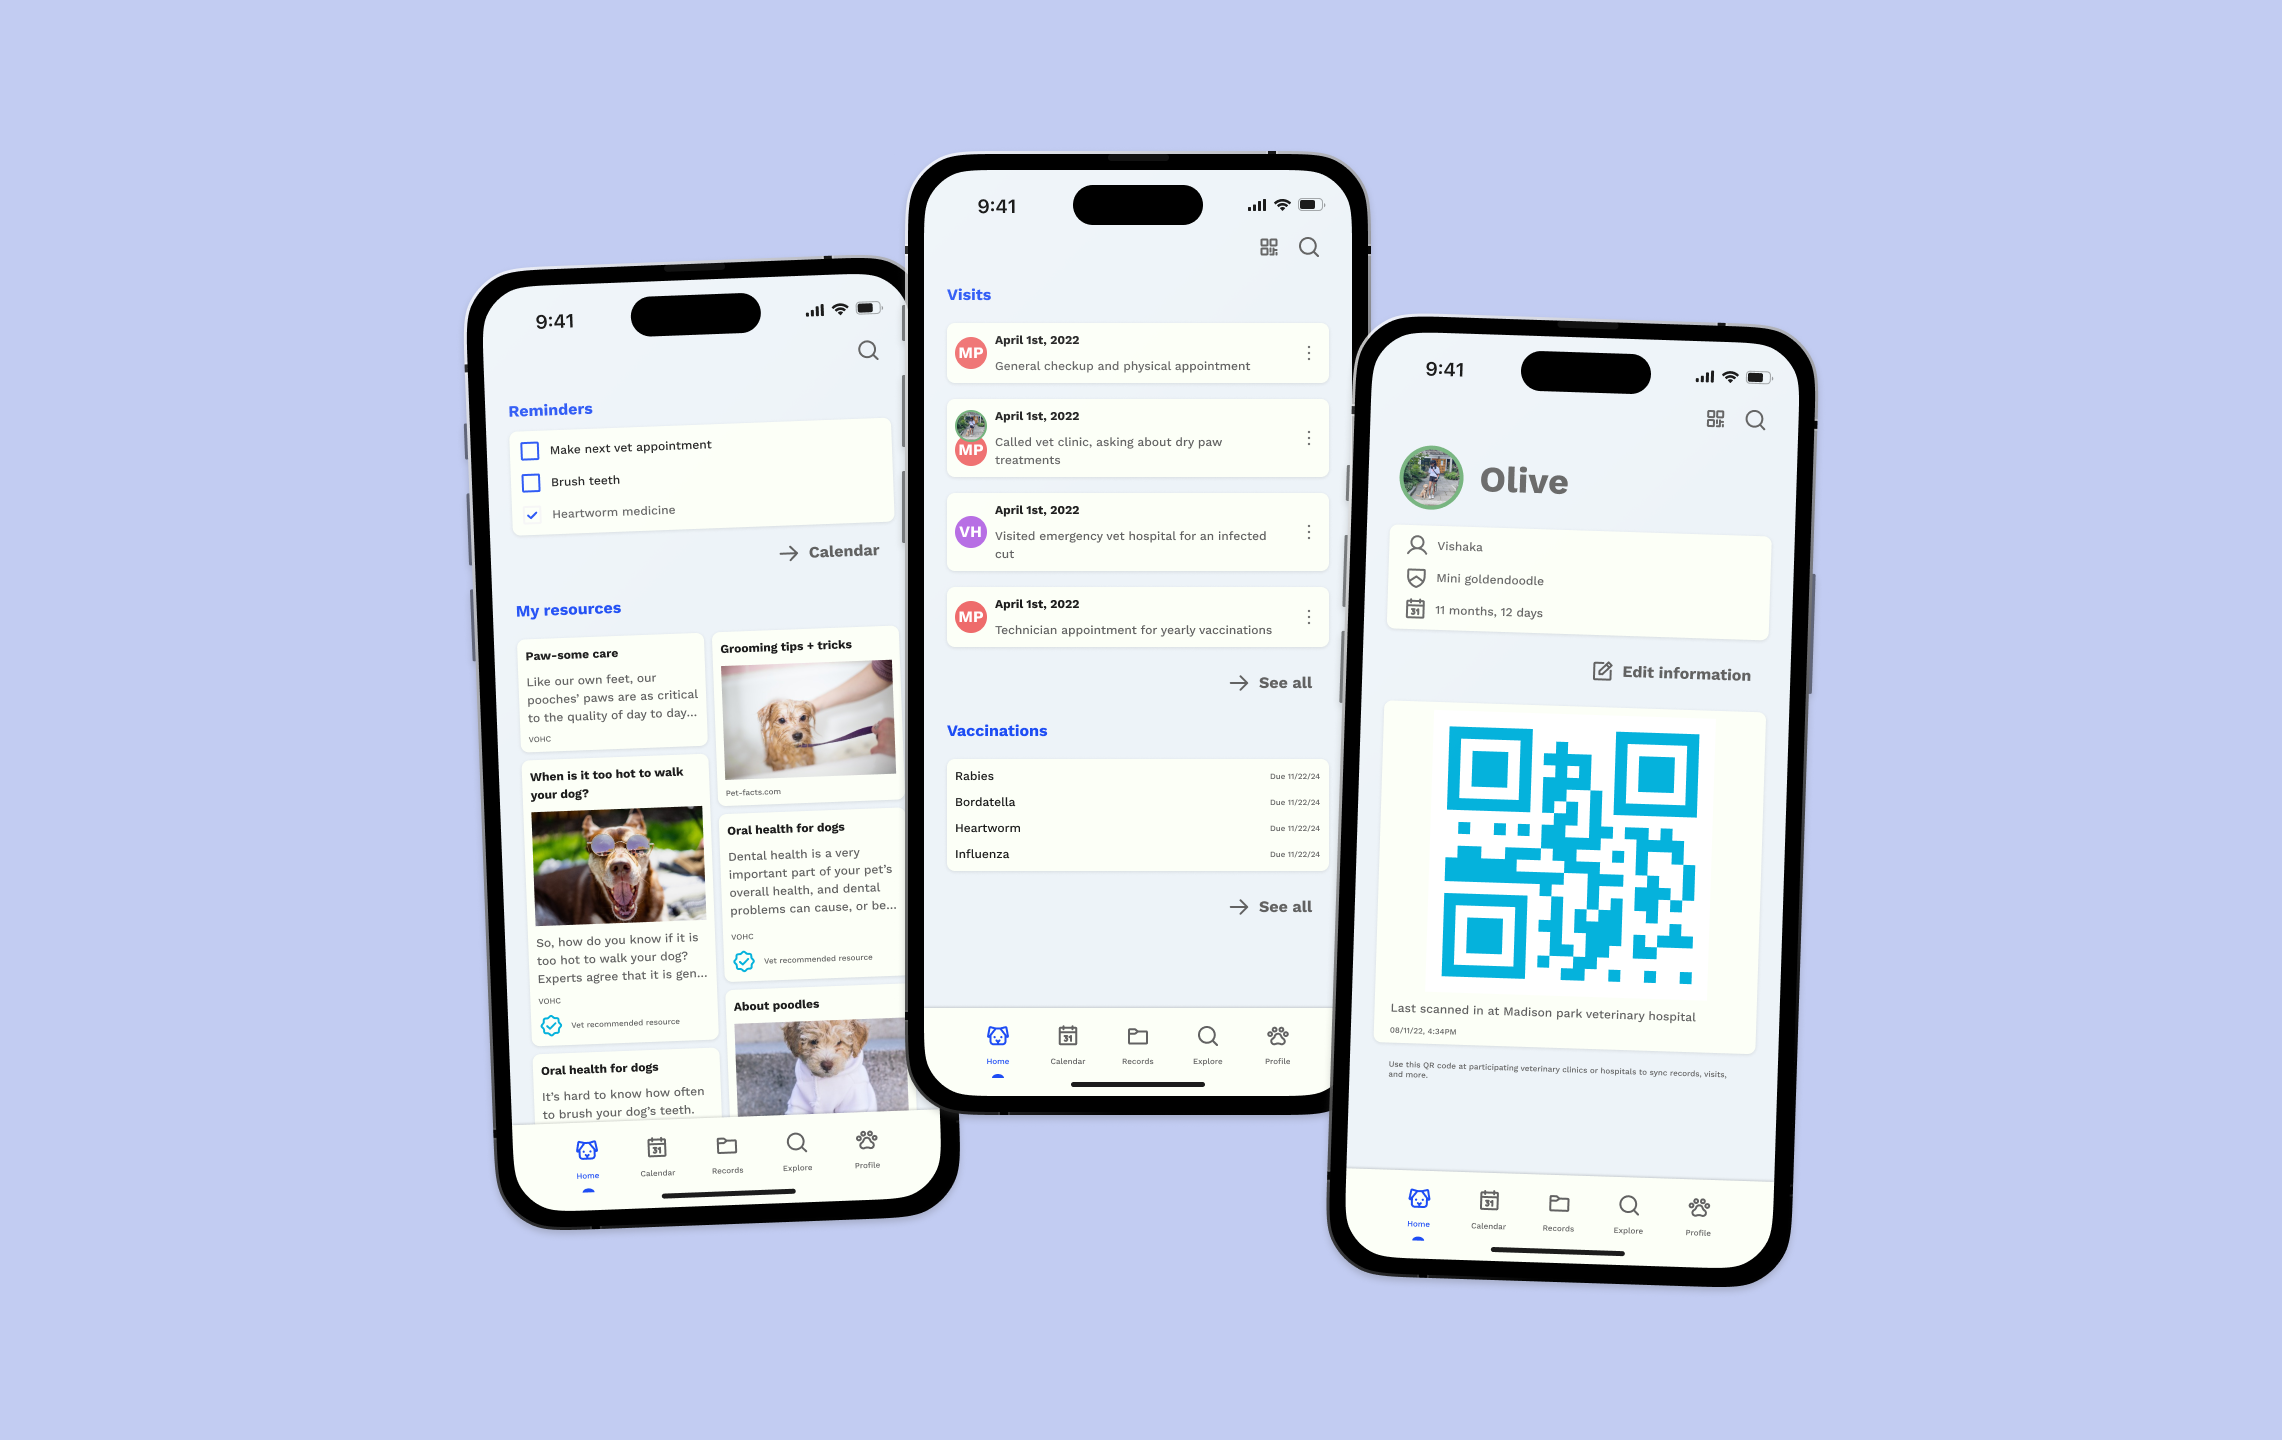 9:41
Reminders
Make next vet appointment
Brush teeth
Heartworm medicine
Calendar
My resources
Paw-some care
Like our own feet, our
pooches’ paws are as critical
to the quality of day to day...
VOHC
When is it too hot to walk
your dog?
So, how do you know if it is
too hot to walk your dog?
Experts agree that it is gen...
VOHC
Vet recommended resource
Oral health for dogs
It’s hard to know how often
to brush your dog’s teeth.
Grooming tips + tricks
Pet-facts.com
Oral health for dogs
Dental health is a very
important part of your pet’s
overall health, and dental
problems can cause, or be...
VOHC
Vet recommended resource
About poodles
31
Home
Calendar
Records
Explore
Profile
9:41
Visits
MP
April 1st, 2022
General checkup and physical appointment
MP
April 1st, 2022
Called vet clinic, asking about dry paw
treatments
VH
April 1st, 2022
Visited emergency vet hospital for an infected
cut
MP
April 1st, 2022
Technician appointment for yearly vaccinations
See all
Vaccinations
Rabies Due 11/22/24
Bordatella Due 11/22/24
Heartworm Due 11/22/24
Influenza Due 11/22/24
See all
31
Home
Calendar
Records
Explore
Profile
9:41
Olive
Vishaka
Mini goldendoodle
31
11 months, 12 days
Edit information
Last scanned in at Madison park veterinary hospital
08/11/22, 4:34PM
Use this QR code at participating veterinary clinics or hospitals to sync records, visits,
and more.
31
Home
Calendar
Records
Explore
Profile